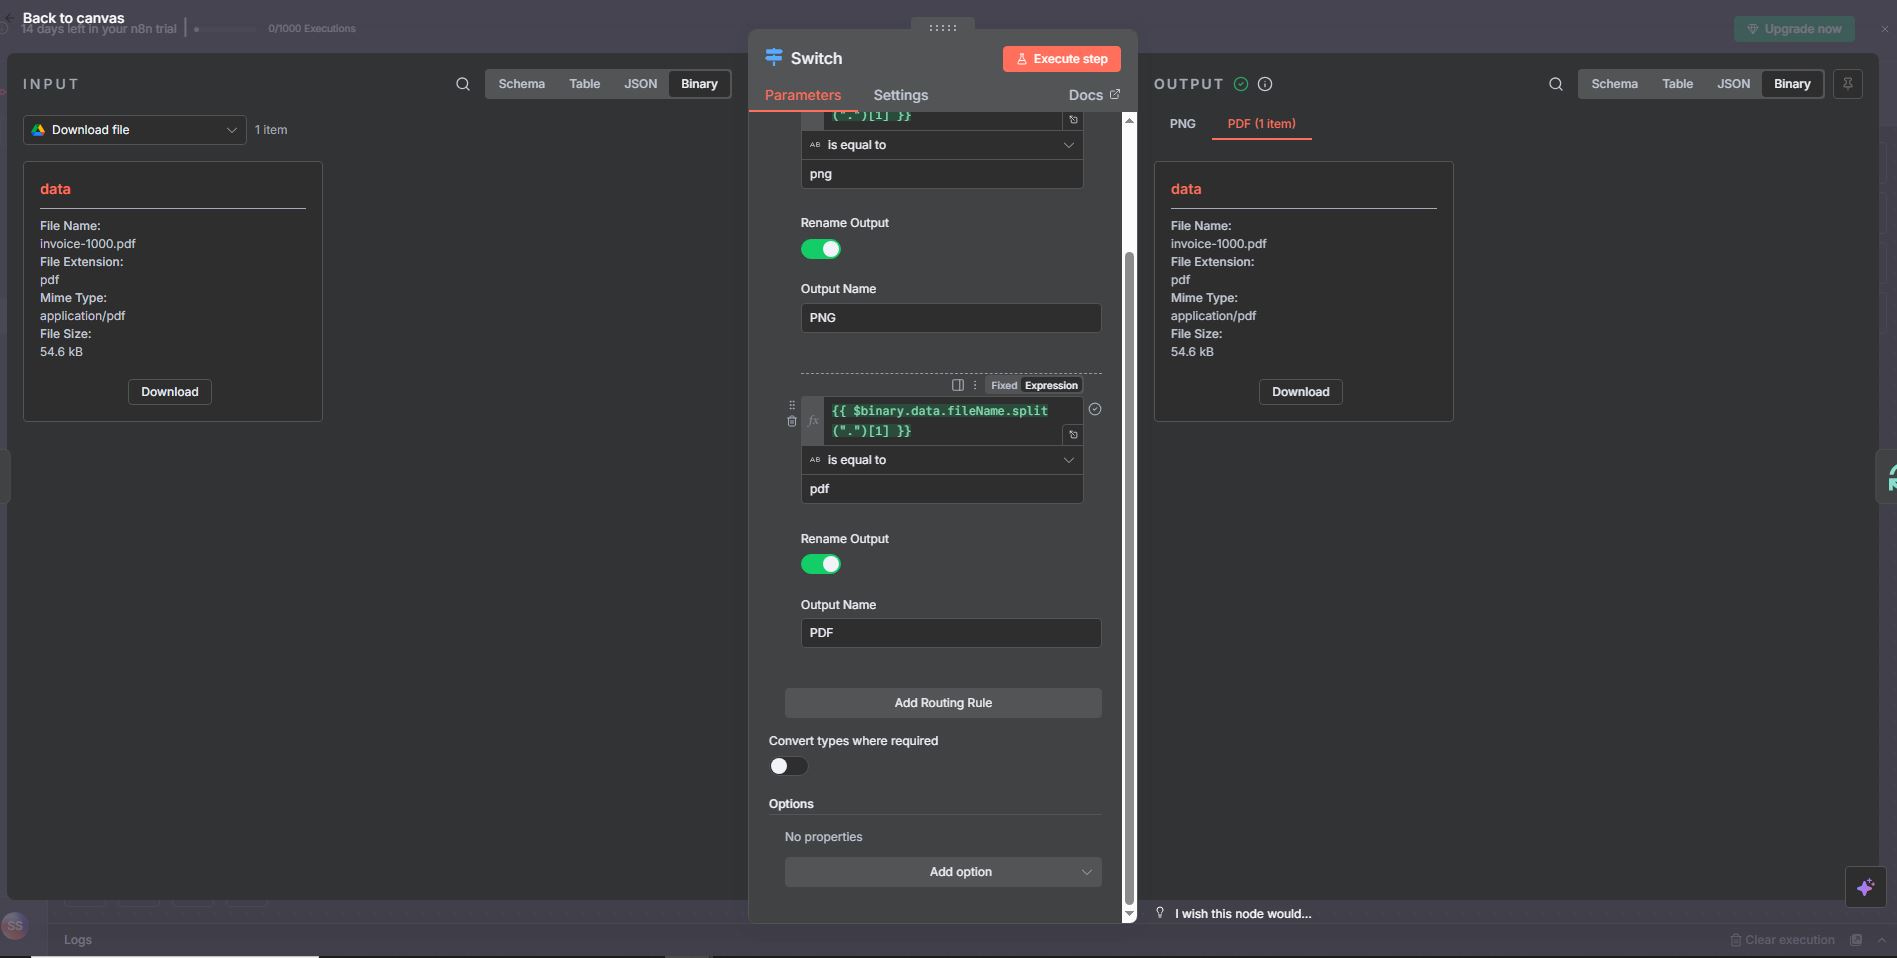 Back to canvas
14 days left in your n8n trial
0/1000 Executions
Upgrade now
INPUT
Schema
Table
JSON
Binary
Download file
1 item
data
File Name:
invoice-1000.pdf
File Extension:
pdf
Mime Type:
application/pdf
File Size:
54.6 kB
Download
Switch
Execute step
Parameters
Settings
Docs
(".")[1] }}
AB is equal to
png
Rename Output
Output Name
PNG
Fixed
Expression
fx
{{ $binary.data.fileName.split
(".")[1] }}
AB is equal to
pdf
Rename Output
Output Name
PDF
Add Routing Rule
Convert types where required
Options
No properties
Add option
OUTPUT
Schema
Table
JSON
Binary
PNG
PDF (1 item)
data
File Name:
invoice-1000.pdf
File Extension:
pdf
Mime Type:
application/pdf
File Size:
54.6 kB
Download
I wish this node would...
SS
Logs
Clear execution